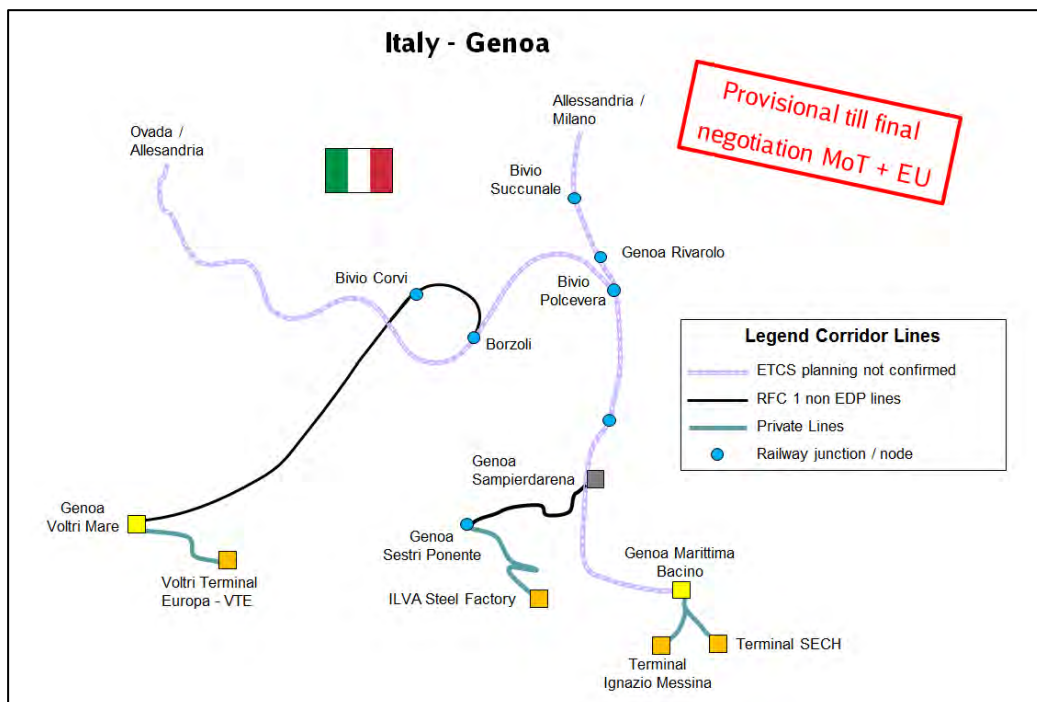 Italy - Genoa
Provisional till final
negotiation MoT + EU
Allessandria /
Milano
Ovada /
Allesandria
Bivio
Succunale
Genoa Rivarolo
Bivio Corvi
Bivio
Polcevera
Borzoli
Legend Corridor Lines
ETCS planning not confirmed
RFC 1 non EDP lines
Private Lines
Railway junction / node
Genoa
Sampierdarena
Genoa
Voltri Mare
Genoa
Sestri Ponente
Genoa Marittima
Bacino
Voltri Terminal
Europa - VTE
ILVA Steel Factory
Terminal SECH
Terminal
Ignazio Messina